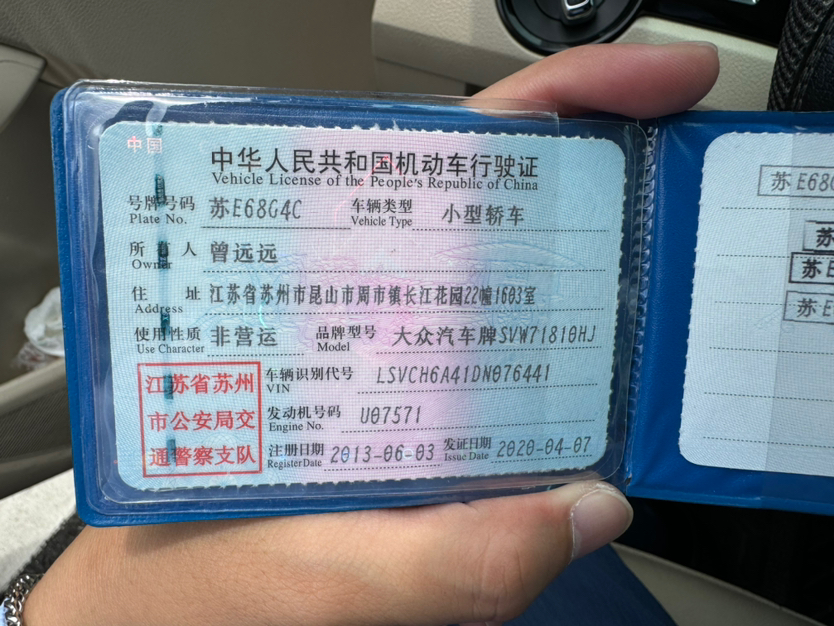 中国
中华人民共和国机动车行驶证
Vehicle License of the People's Republic of China
号牌号码 苏E68G4C 车辆类型 小型轿车
Plate No. Vehicle Type
所有人 曾远远
Owner
住址 江苏省苏州市昆山市周市镇长江花园22幢1603室
Address
使用性质 非营运 品牌型号 大众汽车牌SVW71810HJ
Use Character Model
江苏省苏州
市公安局交
通警察支队
车辆识别代号 LSVCH6A41DN076441
VIN
发动机号码 U07571
Engine No.
注册日期 2013-06-03 发证日期 2020-04-07
Register Date Issue Date
苏E68
苏
苏E
苏E